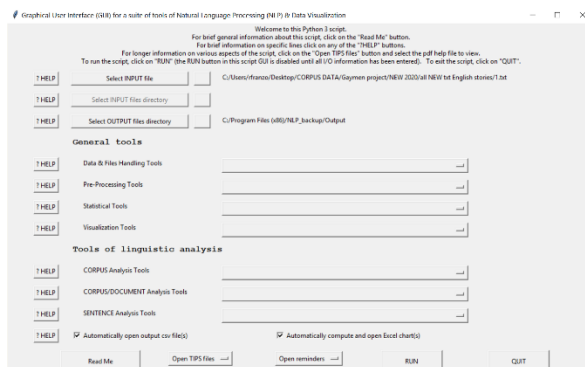 Graphical User Interface (GUI) for a suite of tools of Natural Language Processing (NLP) & Data Visualization
Welcome to this Python 3 script.
For brief general information about this script, click on the "Read Me" button.
For brief information on specific lines click on any of the "?HELP" buttons.
For longer information on various aspects of the script, click on the "Open TIPS files" button and select the pdf help file to view.
To run the script, click on "RUN" (the RUN button in this script GUI is disabled until all I/O information has been entered). To exit the script, click on "QUIT".
? HELP Select INPUT file C:/Users/rfranzo/Desktop/CORPUS DATA/Gaymen project/NEW 2020/all NEW txt English stories/1.txt
? HELP Select INPUT files directory
? HELP Select OUTPUT files directory C:/Program Files (x86)/NLP_backup/Output
General tools
? HELP Data & Files Handling Tools
? HELP Pre-Processing Tools
? HELP Statistical Tools
? HELP Visualization Tools
Tools of linguistic analysis
? HELP CORPUS Analysis Tools
? HELP CORPUS/DOCUMENT Analysis Tools
? HELP SENTENCE Analysis Tools
? HELP Automatically open output csv file(s) Automatically compute and open Excel chart(s)
Read Me Open TIPS files Open reminders RUN QUIT